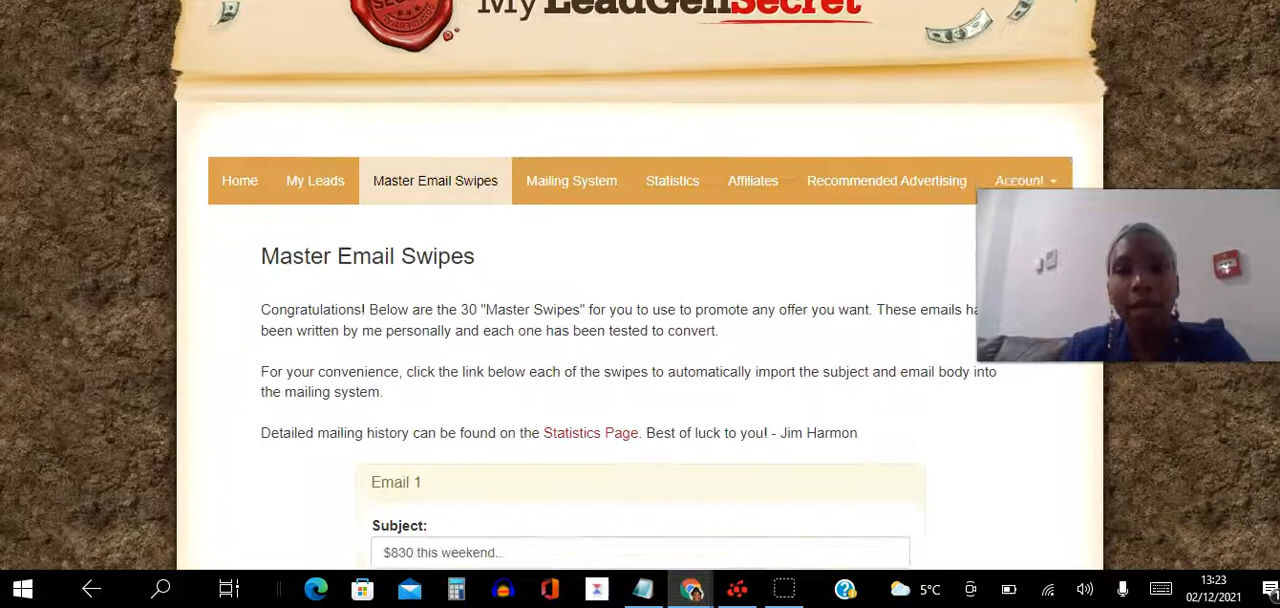 MyLeadGenSecret
Home My Leads Master Email Swipes Mailing System Statistics Affiliates Recommended Advertising Account
Master Email Swipes
Congratulations! Below are the 30 "Master Swipes" for you to use to promote any offer you want. These emails
been written by me personally and each one has been tested to convert.
For your convenience, click the link below each of the swipes to automatically import the subject and email body into
the mailing system.
Detailed mailing history can be found on the Statistics Page. Best of luck to you! - Jim Harmon
Email 1
Subject:
$830 this weekend..
5°C
13:23
02/12/2021